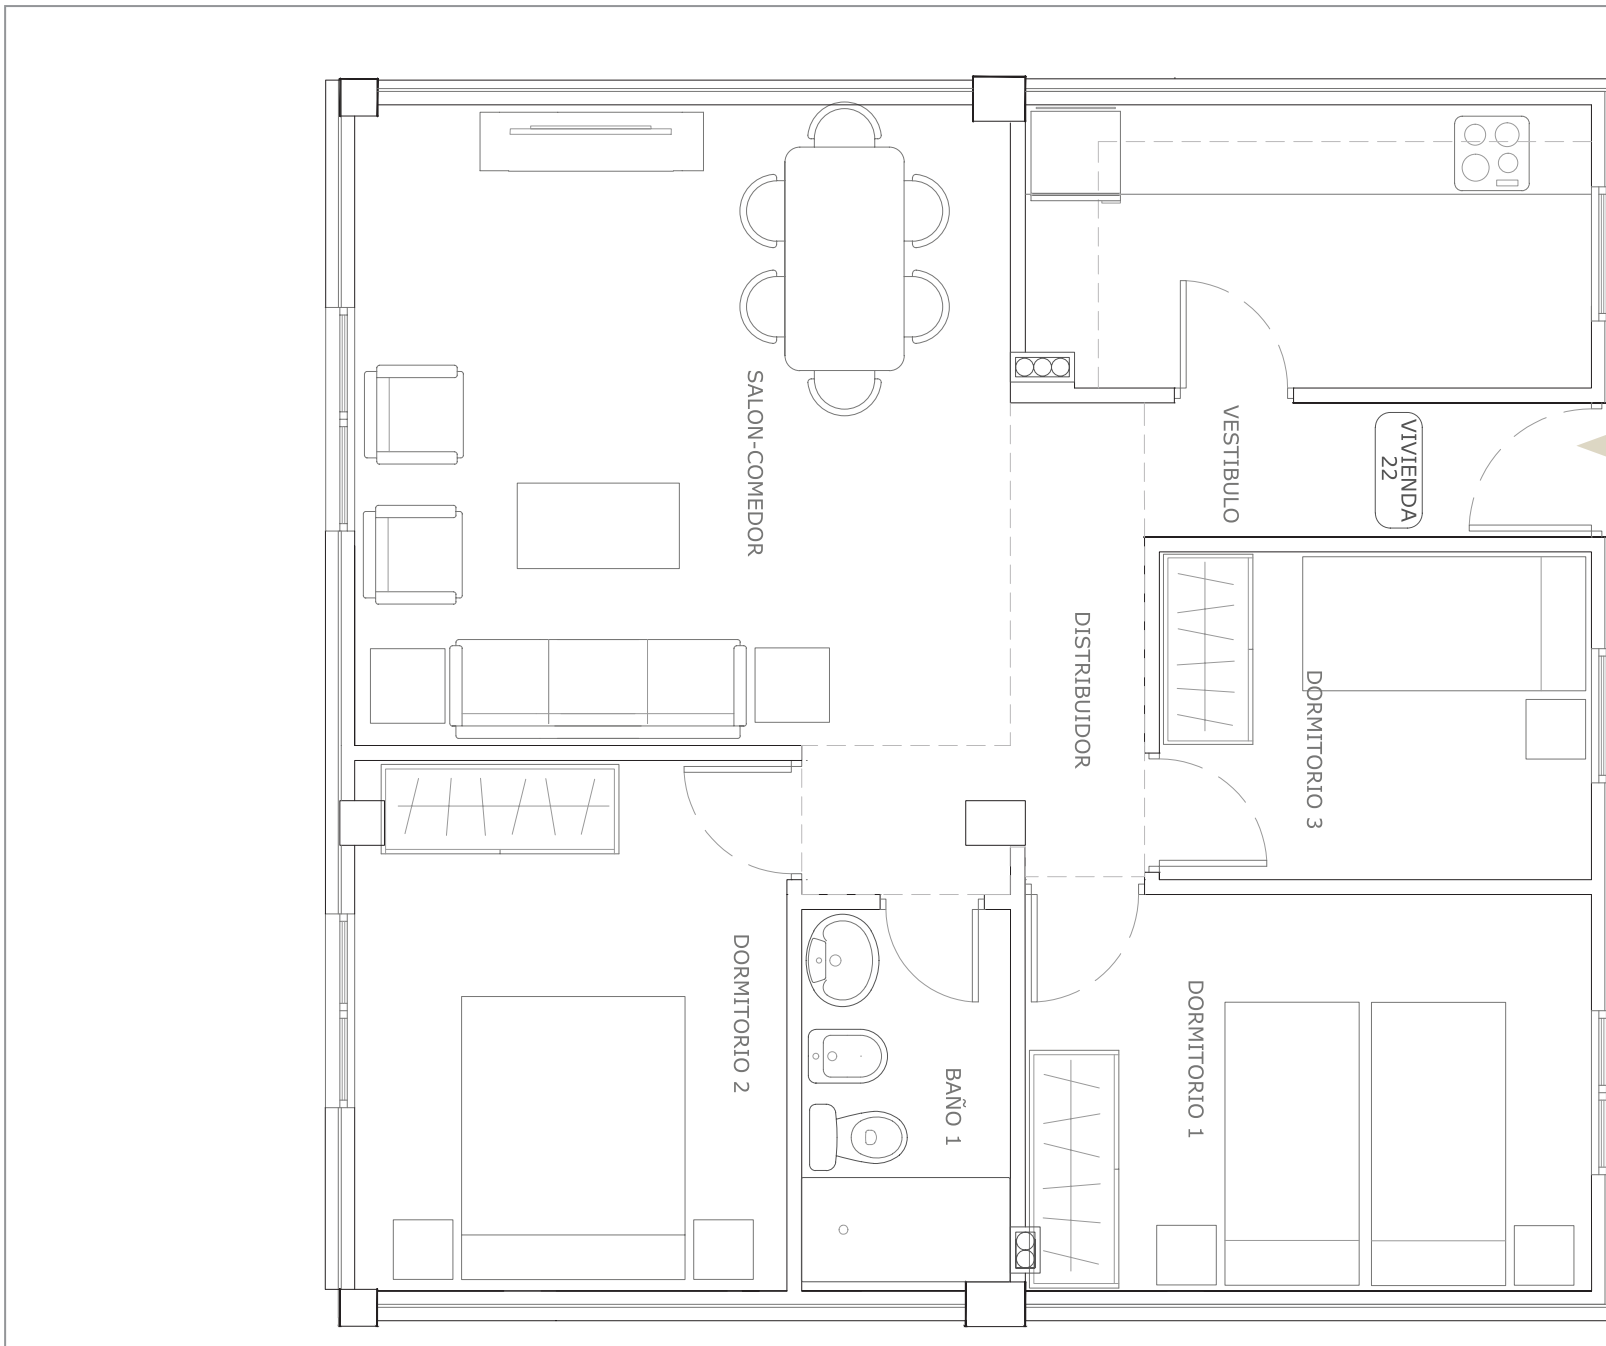 SALON-COMEDOR
VESTIBULO
VIVIENDA
22
DISTRIBUIDOR
DORMITORIO 3
DORMITORIO 2
BAÑO 1
DORMITORIO 1